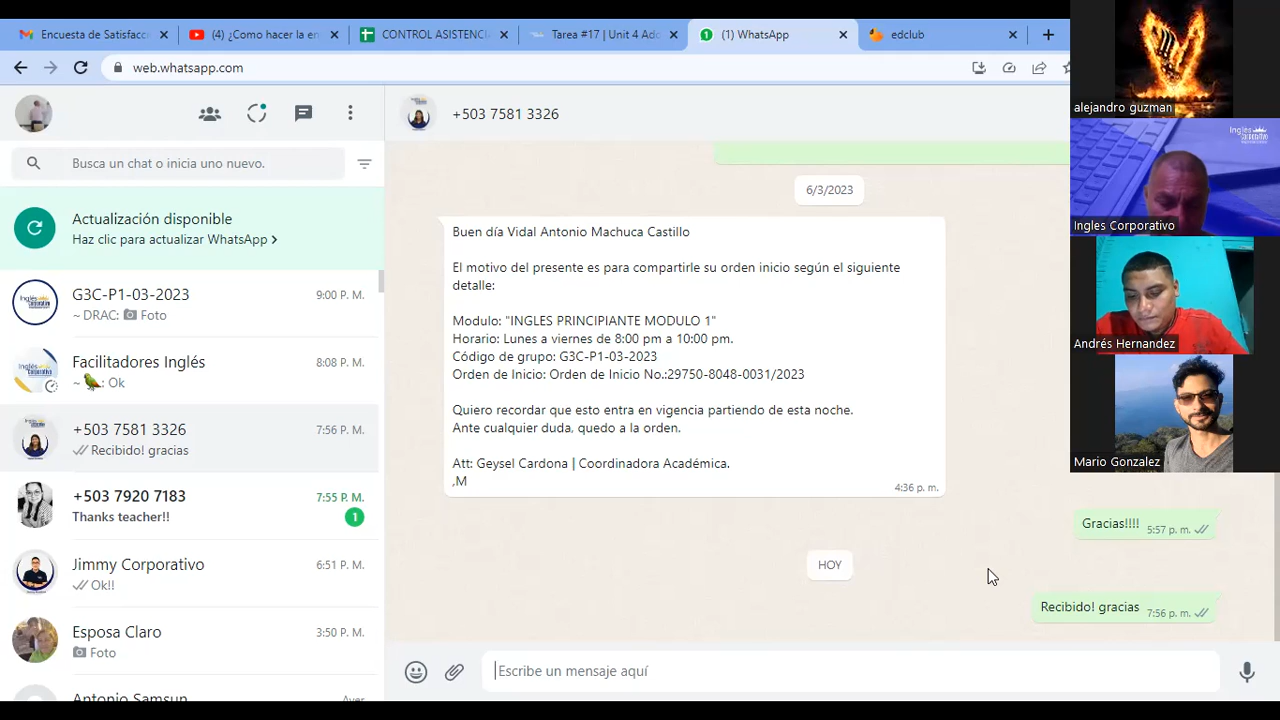 Encuesta de Satisfacc
(4) ¿Como hacer la en
CONTROL ASISTENCI
Tarea #17 | Unit 4 Ado
(1) WhatsApp
edclub
web.whatsapp.com
+503 7581 3326
Busca un chat o inicia uno nuevo.
Actualización disponible
Haz clic para actualizar WhatsApp
G3C-P1-03-2023
9:00 P. M.
~ DRAC: Foto
Facilitadores Inglés
8:08 P. M.
~ : Ok
+503 7581 3326
7:56 P. M.
Recibido! gracias
+503 7920 7183
7:55 P. M.
Thanks teacher!!
1
Jimmy Corporativo
6:51 P. M.
Ok!!
Esposa Claro
3:50 P. M.
Foto
Antonio Samsun
Ayer
6/3/2023
Buen día Vidal Antonio Machuca Castillo
El motivo del presente es para compartirle su orden inicio según el siguiente
detalle:
Modulo: "INGLES PRINCIPIANTE MODULO 1"
Horario: Lunes a viernes de 8:00 pm a 10:00 pm.
Código de grupo: G3C-P1-03-2023
Orden de Inicio: Orden de Inicio No.:29750-8048-0031/2023
Quiero recordar que esto entra en vigencia partiendo de esta noche.
Ante cualquier duda, quedo a la orden.
Att: Geysel Cardona | Coordinadora Académica.
,M
4:36 p. m.
Gracias!!!!
5:57 p. m.
HOY
Recibido! gracias
7:56 p. m.
Escribe un mensaje aquí
alejandro guzman
Ingles Corporativo
Andrés Hernandez
Mario Gonzalez